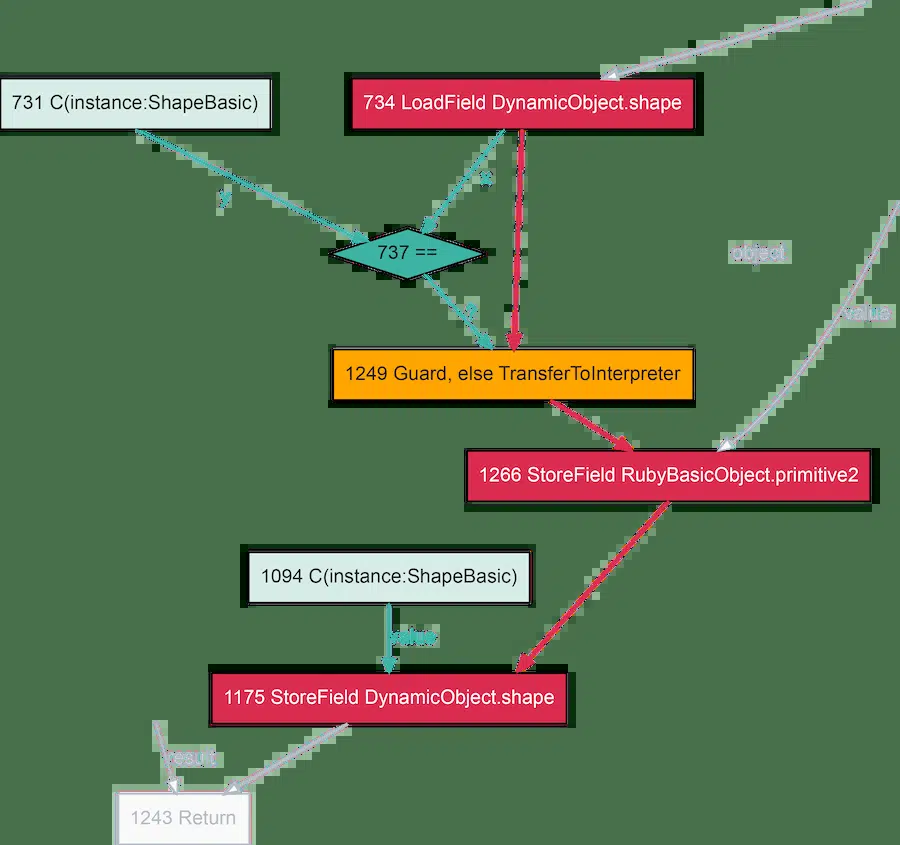 731 C(instance:ShapeBasic)
734 LoadField DynamicObject.shape
y
x
737 ==
object
?
value
1249 Guard, else TransferToInterpreter
1266 StoreField RubyBasicObject.primitive2
1094 C(instance:ShapeBasic)
value
1175 StoreField DynamicObject.shape
result
1243 Return